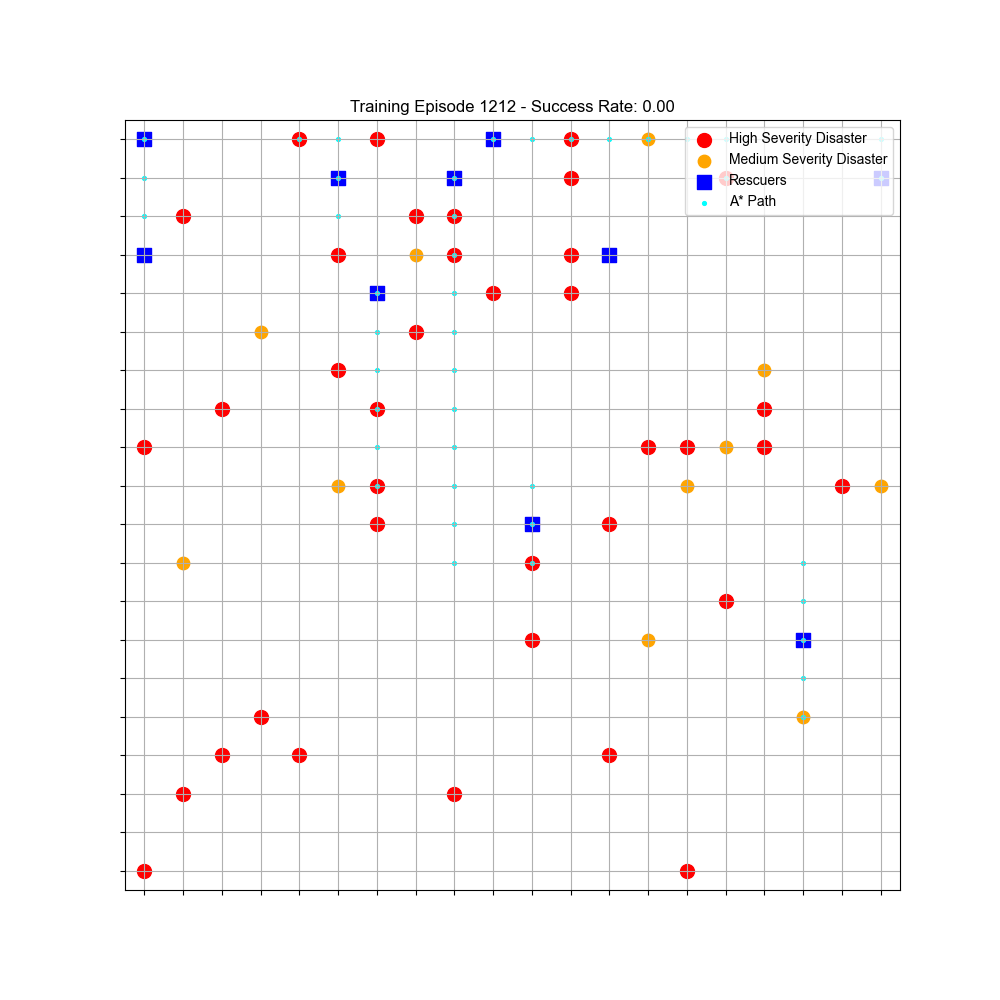 Training Episode 1212 - Success Rate: 0.00
High Severity Disaster
Medium Severity Disaster
Rescuers
A* Path